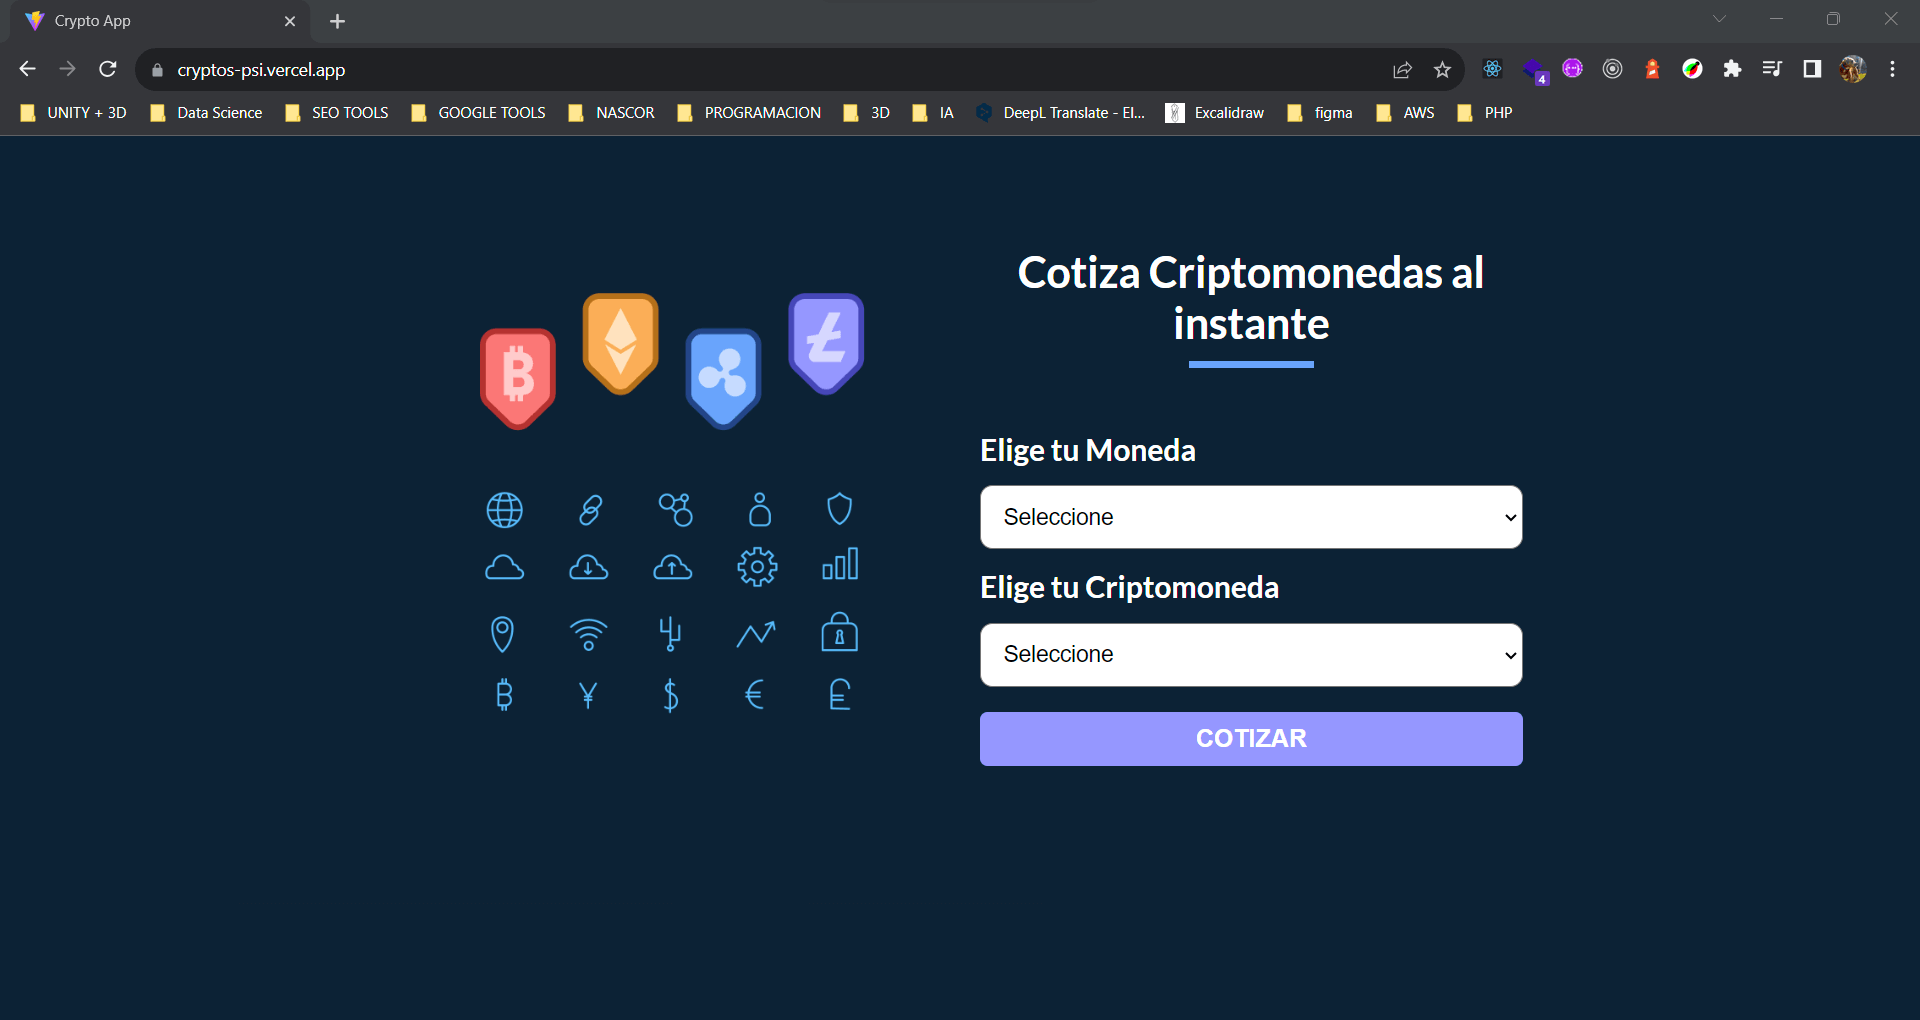 Crypto App
cryptos-psi.vercel.app
4
UNITY + 3D Data Science SEO TOOLS GOOGLE TOOLS NASCOR PROGRAMACION 3D IA DeepL Translate - El... Excalidraw figma AWS PHP
Cotiza Criptomonedas al
instante
Elige tu Moneda
Seleccione
Elige tu Criptomoneda
Seleccione
COTIZAR